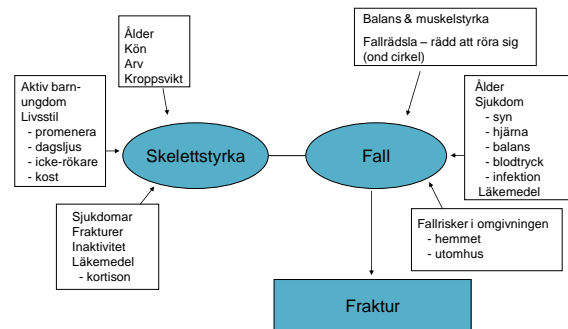 Ålder
Kön
Arv
Kroppsvikt
Balans & muskelstyrka
Fallrädsla – rädd att röra sig
(ond cirkel)
Aktiv barn-
ungdom
Livsstil
- promenera
- dagsljus
- icke-rökare
- kost
Skelettstyrka
Fall
Ålder
Sjukdom
- syn
- hjärna
- balans
- blodtryck
- infektion
Läkemedel
Sjukdomar
Frakturer
Inaktivitet
Läkemedel
- kortison
Fallrisker i omgivningen
- hemmet
- utomhus
Fraktur